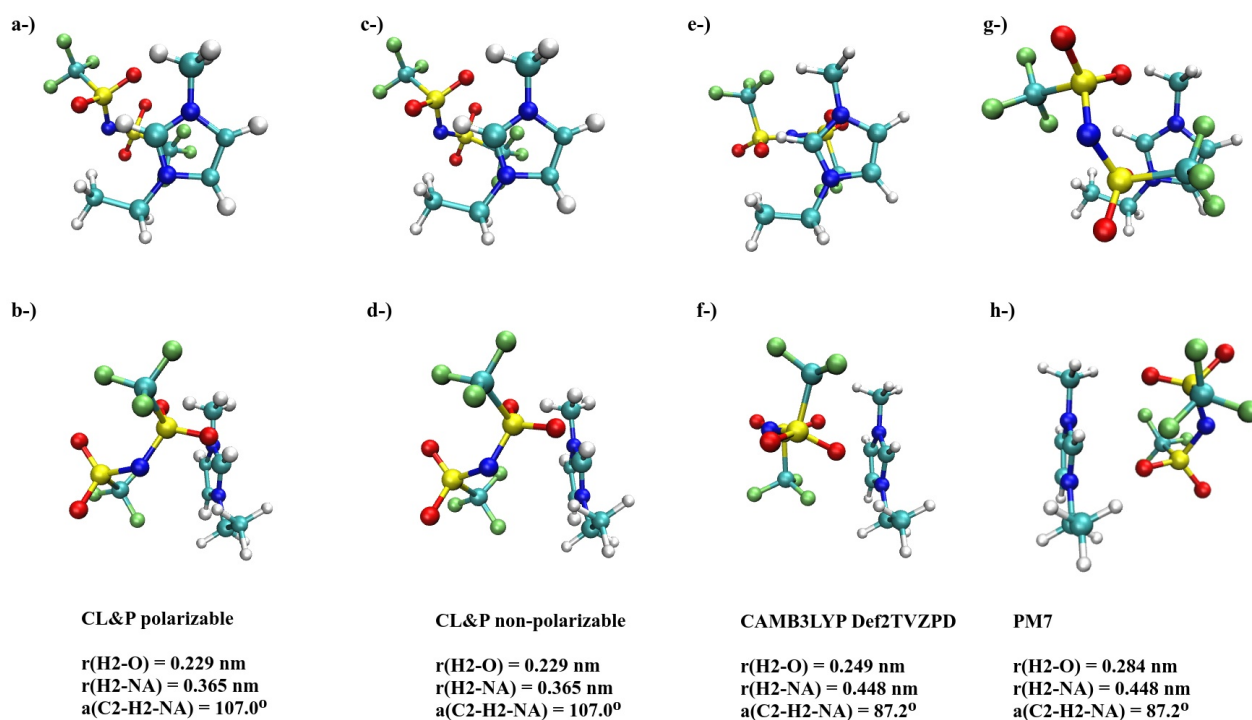 a-)
c-)
e-)
g-)
b-)
d-)
f-)
h-)
CL&P polarizable
r(H2-O) = 0.229 nm
r(H2-NA) = 0.365 nm
a(C2-H2-NA) = 107.0º
CL&P non-polarizable
r(H2-O) = 0.229 nm
r(H2-NA) = 0.365 nm
a(C2-H2-NA) = 107.0º
CAMB3LYP Def2TVZPD
r(H2-O) = 0.249 nm
r(H2-NA) = 0.448 nm
a(C2-H2-NA) = 87.2º
PM7
r(H2-O) = 0.284 nm
r(H2-NA) = 0.448 nm
a(C2-H2-NA) = 87.2º